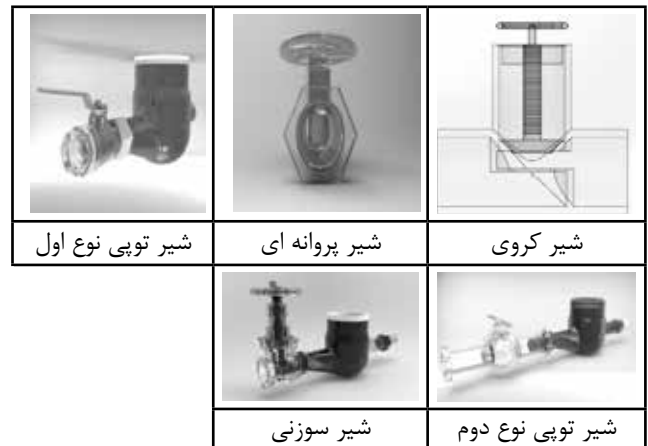 شیر کروی
شیر پروانه ای
شیر توپی نوع اول
شیر توپی نوع دوم
شیر سوزنی